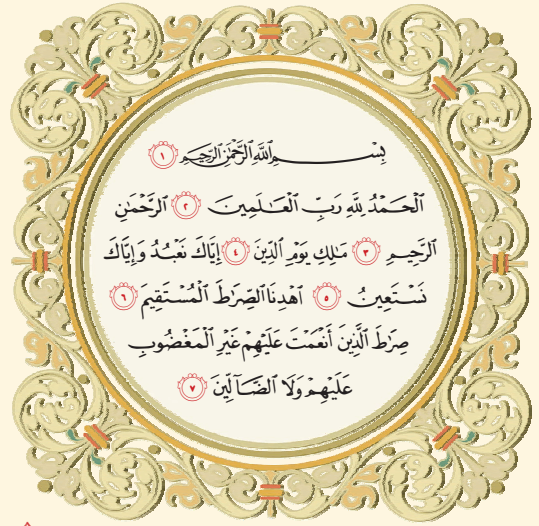 بِسْمِ ٱللَّهِ ٱلرَّحْمَٰنِ ٱلرَّحِيمِ ١
ٱلْحَمْدُ لِلَّهِ رَبِّ ٱلْعَٰلَمِينَ ٢ ٱلرَّحْمَٰنِ
ٱلرَّحِيمِ ٣ مَٰلِكِ يَوْمِ ٱلدِّينِ ٤ إِيَّاكَ نَعْبُدُ وَإِيَّاكَ
نَسْتَعِينُ ٥ ٱهْدِنَا ٱلصِّرَٰطَ ٱلْمُسْتَقِيمَ ٦
صِرَٰطَ ٱلَّذِينَ أَنْعَمْتَ عَلَيْهِمْ غَيْرِ ٱلْمَغْضُوبِ
عَلَيْهِمْ وَلَا ٱلضَّآلِّينَ ٧